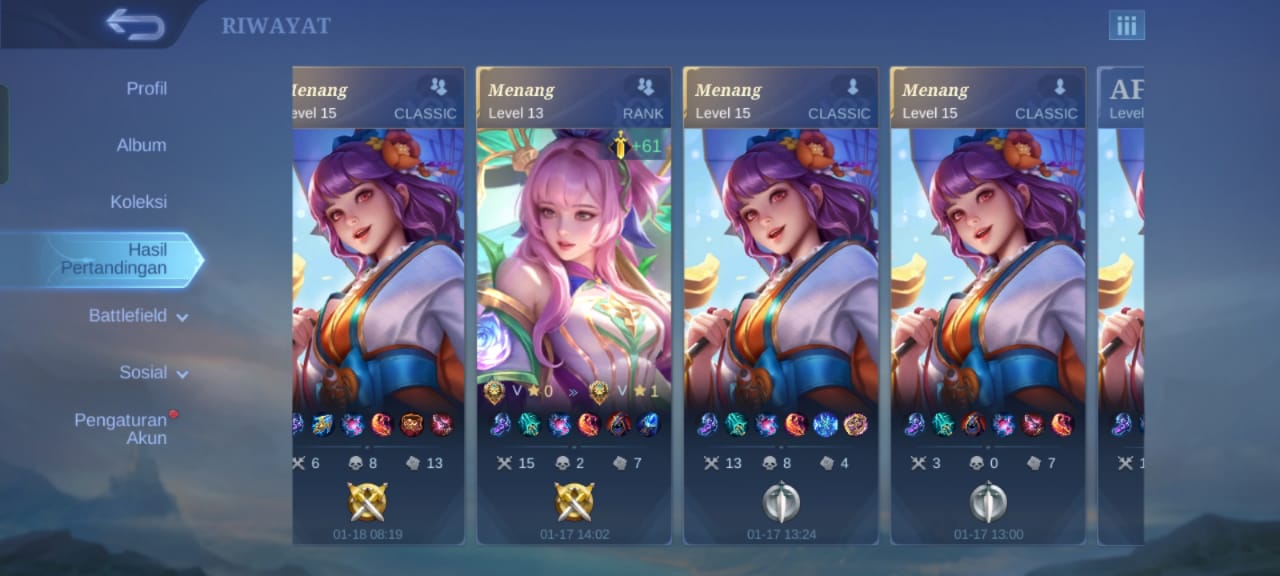 RIWAYAT
Profil
Album
Koleksi
Hasil
Pertandingan
Battlefield
Sosial
Pengaturan
Akun
Menang
Level 15
CLASSIC
6
8
13
01-18 08:19
Menang
Level 13
RANK
+61
V 0 » V 1
15
2
7
01-17 14:02
Menang
Level 15
CLASSIC
13
8
4
01-17 13:24
Menang
Level 15
CLASSIC
3
0
7
01-17 13:00
AF
Level
1